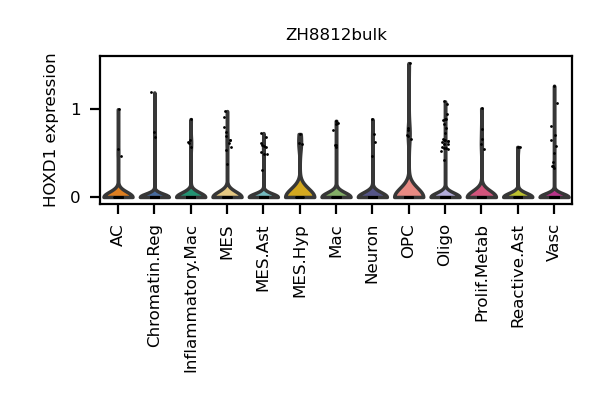 ZH8812bulk
HOXD1 expression
1
0
AC
Chromatin.Reg
Inflammatory.Mac
MES
MES.Ast
MES.Hyp
Mac
Neuron
OPC
Oligo
Prolif.Metab
Reactive.Ast
Vasc